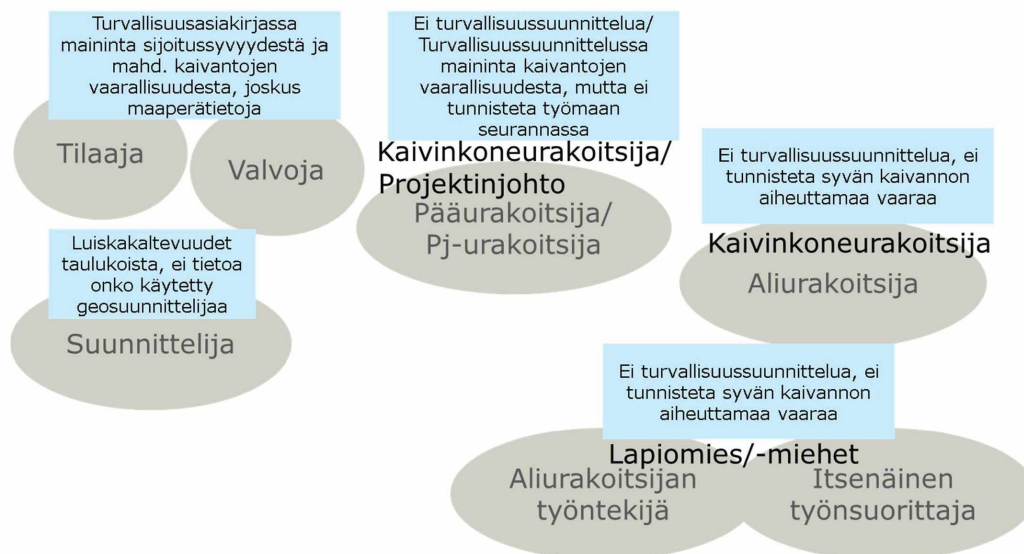 Turvallisuusasiakirjassa
maininta sijoitussyvyydestä ja
mahd. kaivantojen
vaarallisuudesta, joskus
maaperätietoja
Tilaaja
Valvoja
Ei turvallisuussuunnittelua/
Turvallisuussuunnittelussa
maininta kaivantojen
vaarallisuudesta, mutta ei
tunnisteta työmaan
seurannassa
Kaivinkoneurakoitsija/
Projektinjohto
Pääurakoitsija/
Pj-urakoitsija
Ei turvallisuussuunnittelua, ei
tunnisteta syvän kaivannon
aiheuttamaa vaaraa
Kaivinkoneurakoitsija
Aliurakoitsija
Luiskakaltevuudet
taulukoista, ei tietoa
onko käytetty
geosuunnittelijaa
Suunnittelija
Ei turvallisuussuunnittelua, ei
tunnisteta syvän kaivannon
aiheuttamaa vaaraa
Lapiomies/-miehet
Aliurakoitsijan
työntekijä
Itsenäinen
työnsuorittaja